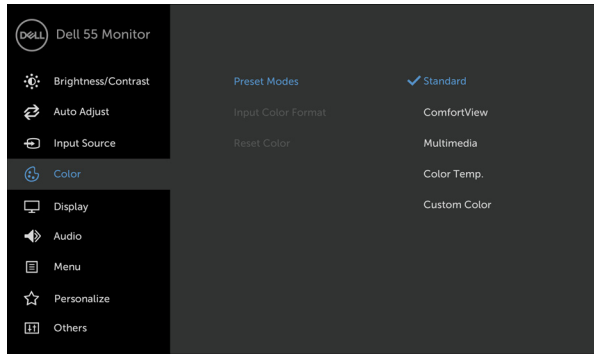 DELL Dell 55 Monitor
Brightness/Contrast
Auto Adjust
Input Source
Color
Display
Audio
Menu
Personalize
Others
Preset Modes
Input Color Format
Reset Color
Standard
ComfortView
Multimedia
Color Temp.
Custom Color